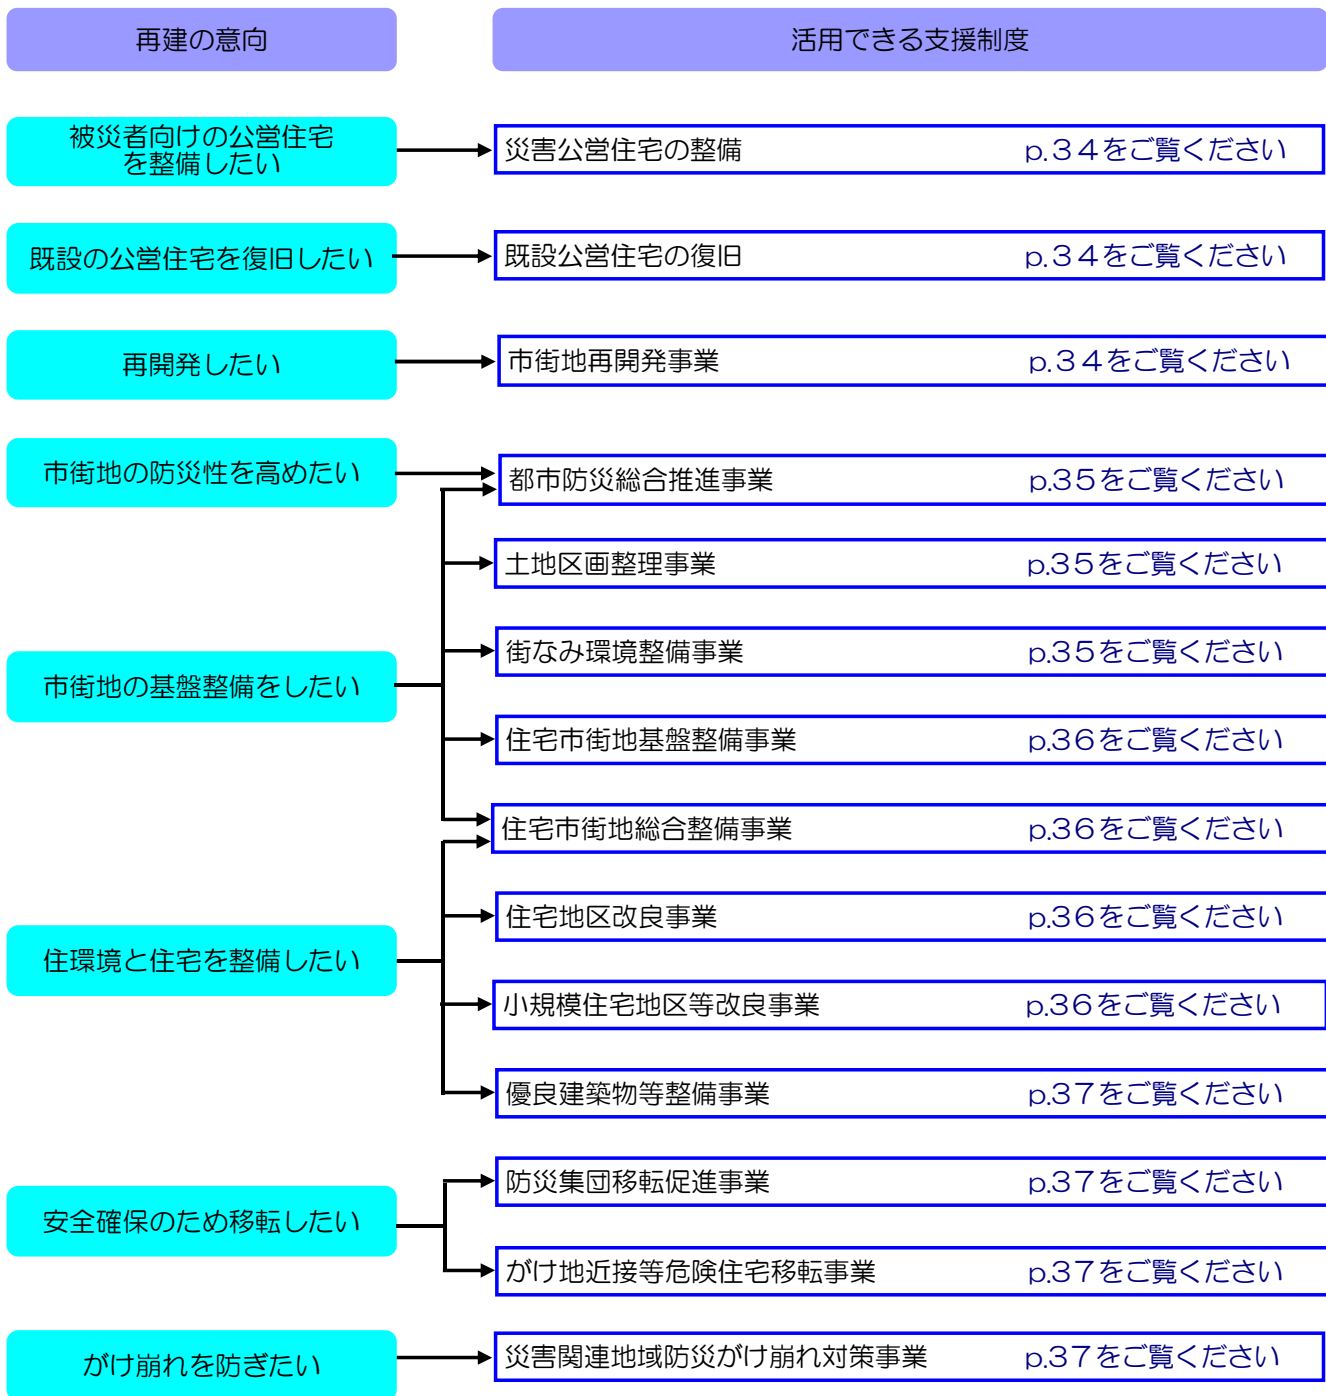 再建の意向
活用できる支援制度
被災者向けの公営住宅
を整備したい
災害公営住宅の整備 p.34をご覧ください
既設の公営住宅を復旧したい
既設公営住宅の復旧 p.34をご覧ください
再開発したい
市街地再開発事業 p.34をご覧ください
市街地の防災性を高めたい
都市防災総合推進事業 p.35をご覧ください
土地区画整理事業 p.35をご覧ください
街なみ環境整備事業 p.35をご覧ください
市街地の基盤整備をしたい
住宅市街地基盤整備事業 p.36をご覧ください
住宅市街地総合整備事業 p.36をご覧ください
住宅地区改良事業 p.36をご覧ください
住環境と住宅を整備したい
小規模住宅地区等改良事業 p.36をご覧ください
優良建築物等整備事業 p.37をご覧ください
防災集団移転促進事業 p.37をご覧ください
安全確保のため移転したい
がけ地近接等危険住宅移転事業 p.37をご覧ください
がけ崩れを防ぎたい
災害関連地域防災がけ崩れ対策事業 p.37をご覧ください